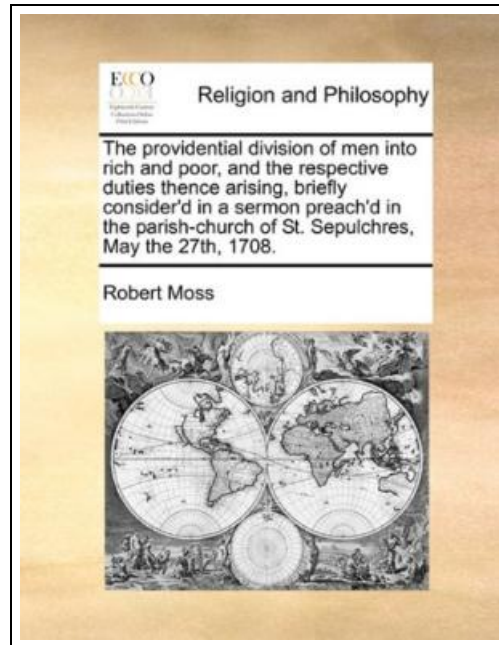 ECCO
Religion and Philosophy
The providential division of men into
rich and poor, and the respective
duties thence arising, briefly
consider'd in a sermon preach'd in
the parish-church of St. Sepulchres,
May the 27th, 1708.
Robert Moss